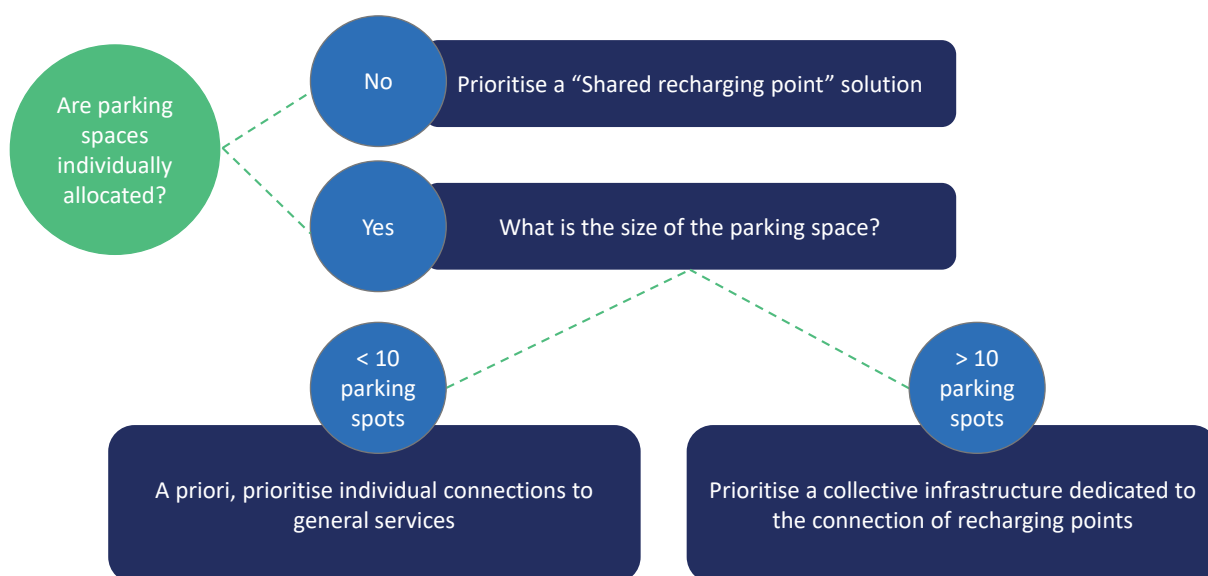 Are parking
spaces
individually
allocated?
No
Prioritise a “Shared recharging point” solution
Yes
What is the size of the parking space?
< 10
parking
spots
> 10
parking
spots
A priori, prioritise individual connections to
general services
Prioritise a collective infrastructure dedicated to
the connection of recharging points